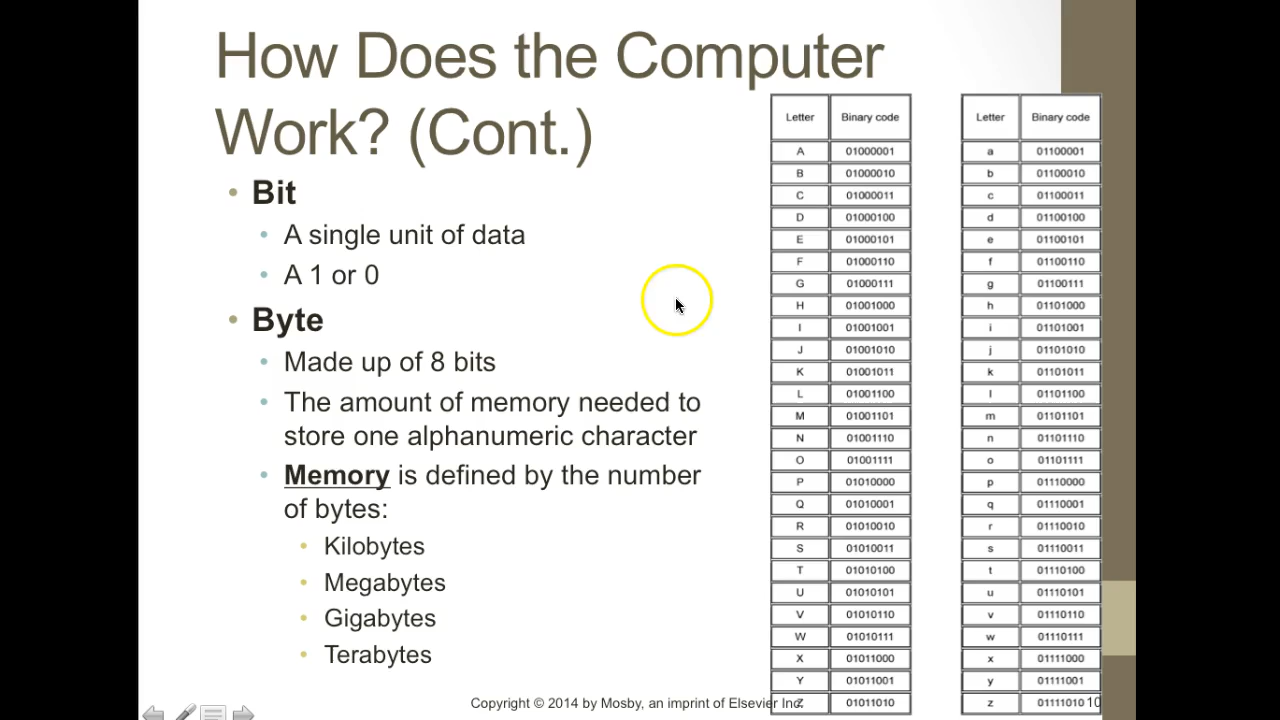 How Does the Computer
Work? (Cont.)
• Bit
• A single unit of data
• A 1 or 0
• Byte
• Made up of 8 bits
• The amount of memory needed to
store one alphanumeric character
• Memory is defined by the number
of bytes:
• Kilobytes
• Megabytes
• Gigabytes
• Terabytes
Letter Binary code
A 01000001
B 01000010
C 01000011
D 01000100
E 01000101
F 01000110
G 01000111
H 01001000
I 01001001
J 01001010
K 01001011
L 01001100
M 01001101
N 01001110
O 01001111
P 01010000
Q 01010001
R 01010010
S 01010011
T 01010100
U 01010101
V 01010110
W 01010111
X 01011000
Y 01011001
Z 01011010
Letter Binary code
a 01100001
b 01100010
c 01100011
d 01100100
e 01100101
f 01100110
g 01100111
h 01101000
i 01101001
j 01101010
k 01101011
l 01101100
m 01101101
n 01101110
o 01101111
p 01110000
q 01110001
r 01110010
s 01110011
t 01110100
u 01110101
v 01110110
w 01110111
x 01111000
y 01111001
z 01111010
Copyright © 2014 by Mosby, an imprint of Elsevier Inc.
10